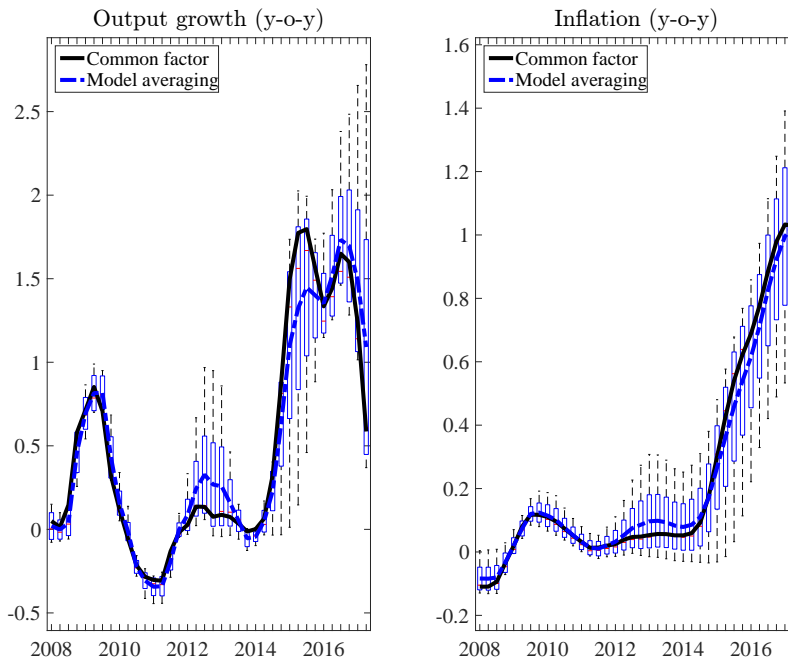 Output growth (y-o-y)
Common factor
Model averaging
2.5
2
1.5
1
0.5
0
-0.5
2008 2010 2012 2014 2016
Inflation (y-o-y)
Common factor
Model averaging
1.6
1.4
1.2
1
0.8
0.6
0.4
0.2
0
-0.2
2008 2010 2012 2014 2016